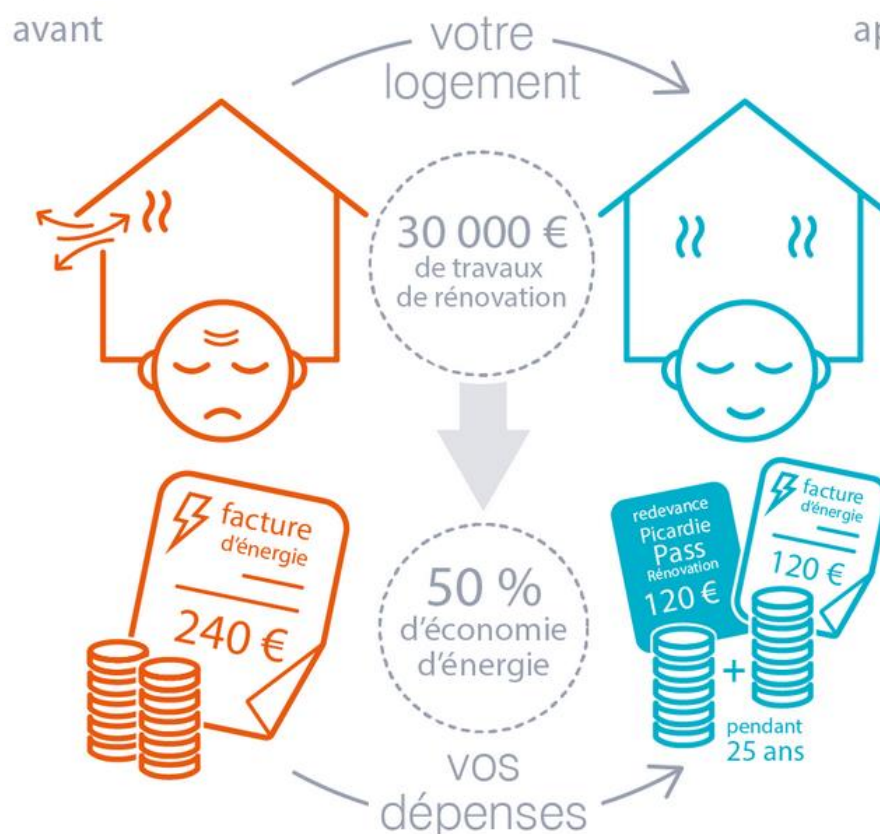 avant
votre
logement
ap
30 000 €
de travaux
de rénovation
facture
d'énergie
240 €
50 %
d'économie
d'énergie
redevance
Picardie
Pass
Rénovation
120 €
facture
d'énergie
120 €
+
pendant
25 ans
vos
dépenses